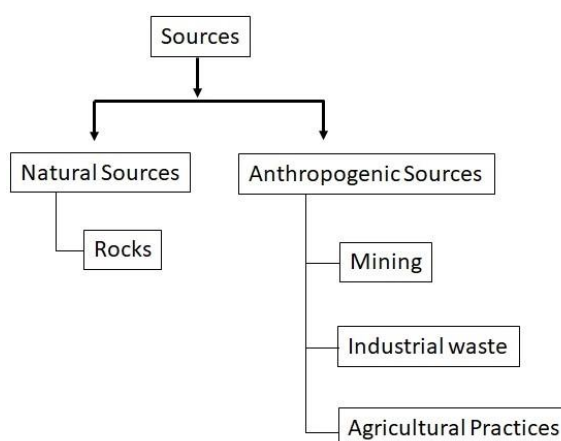 Sources
Natural Sources
Anthropogenic Sources
Rocks
Mining
Industrial waste
Agricultural Practices